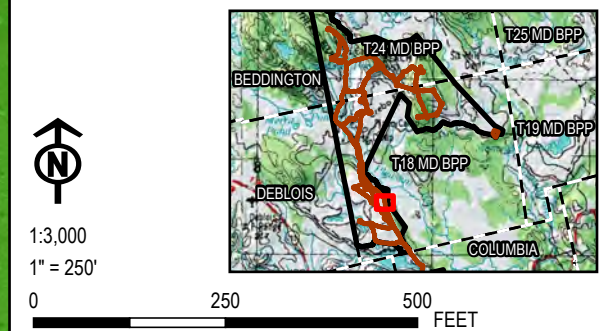 T25 MD BPP
T24 MD BPP
BEDDINGTON
T19 MD BPP
T18 MD BPP
DEBLOIS
COLUMBIA
N
1:3,000
1" = 250'
0 250 500
FEET